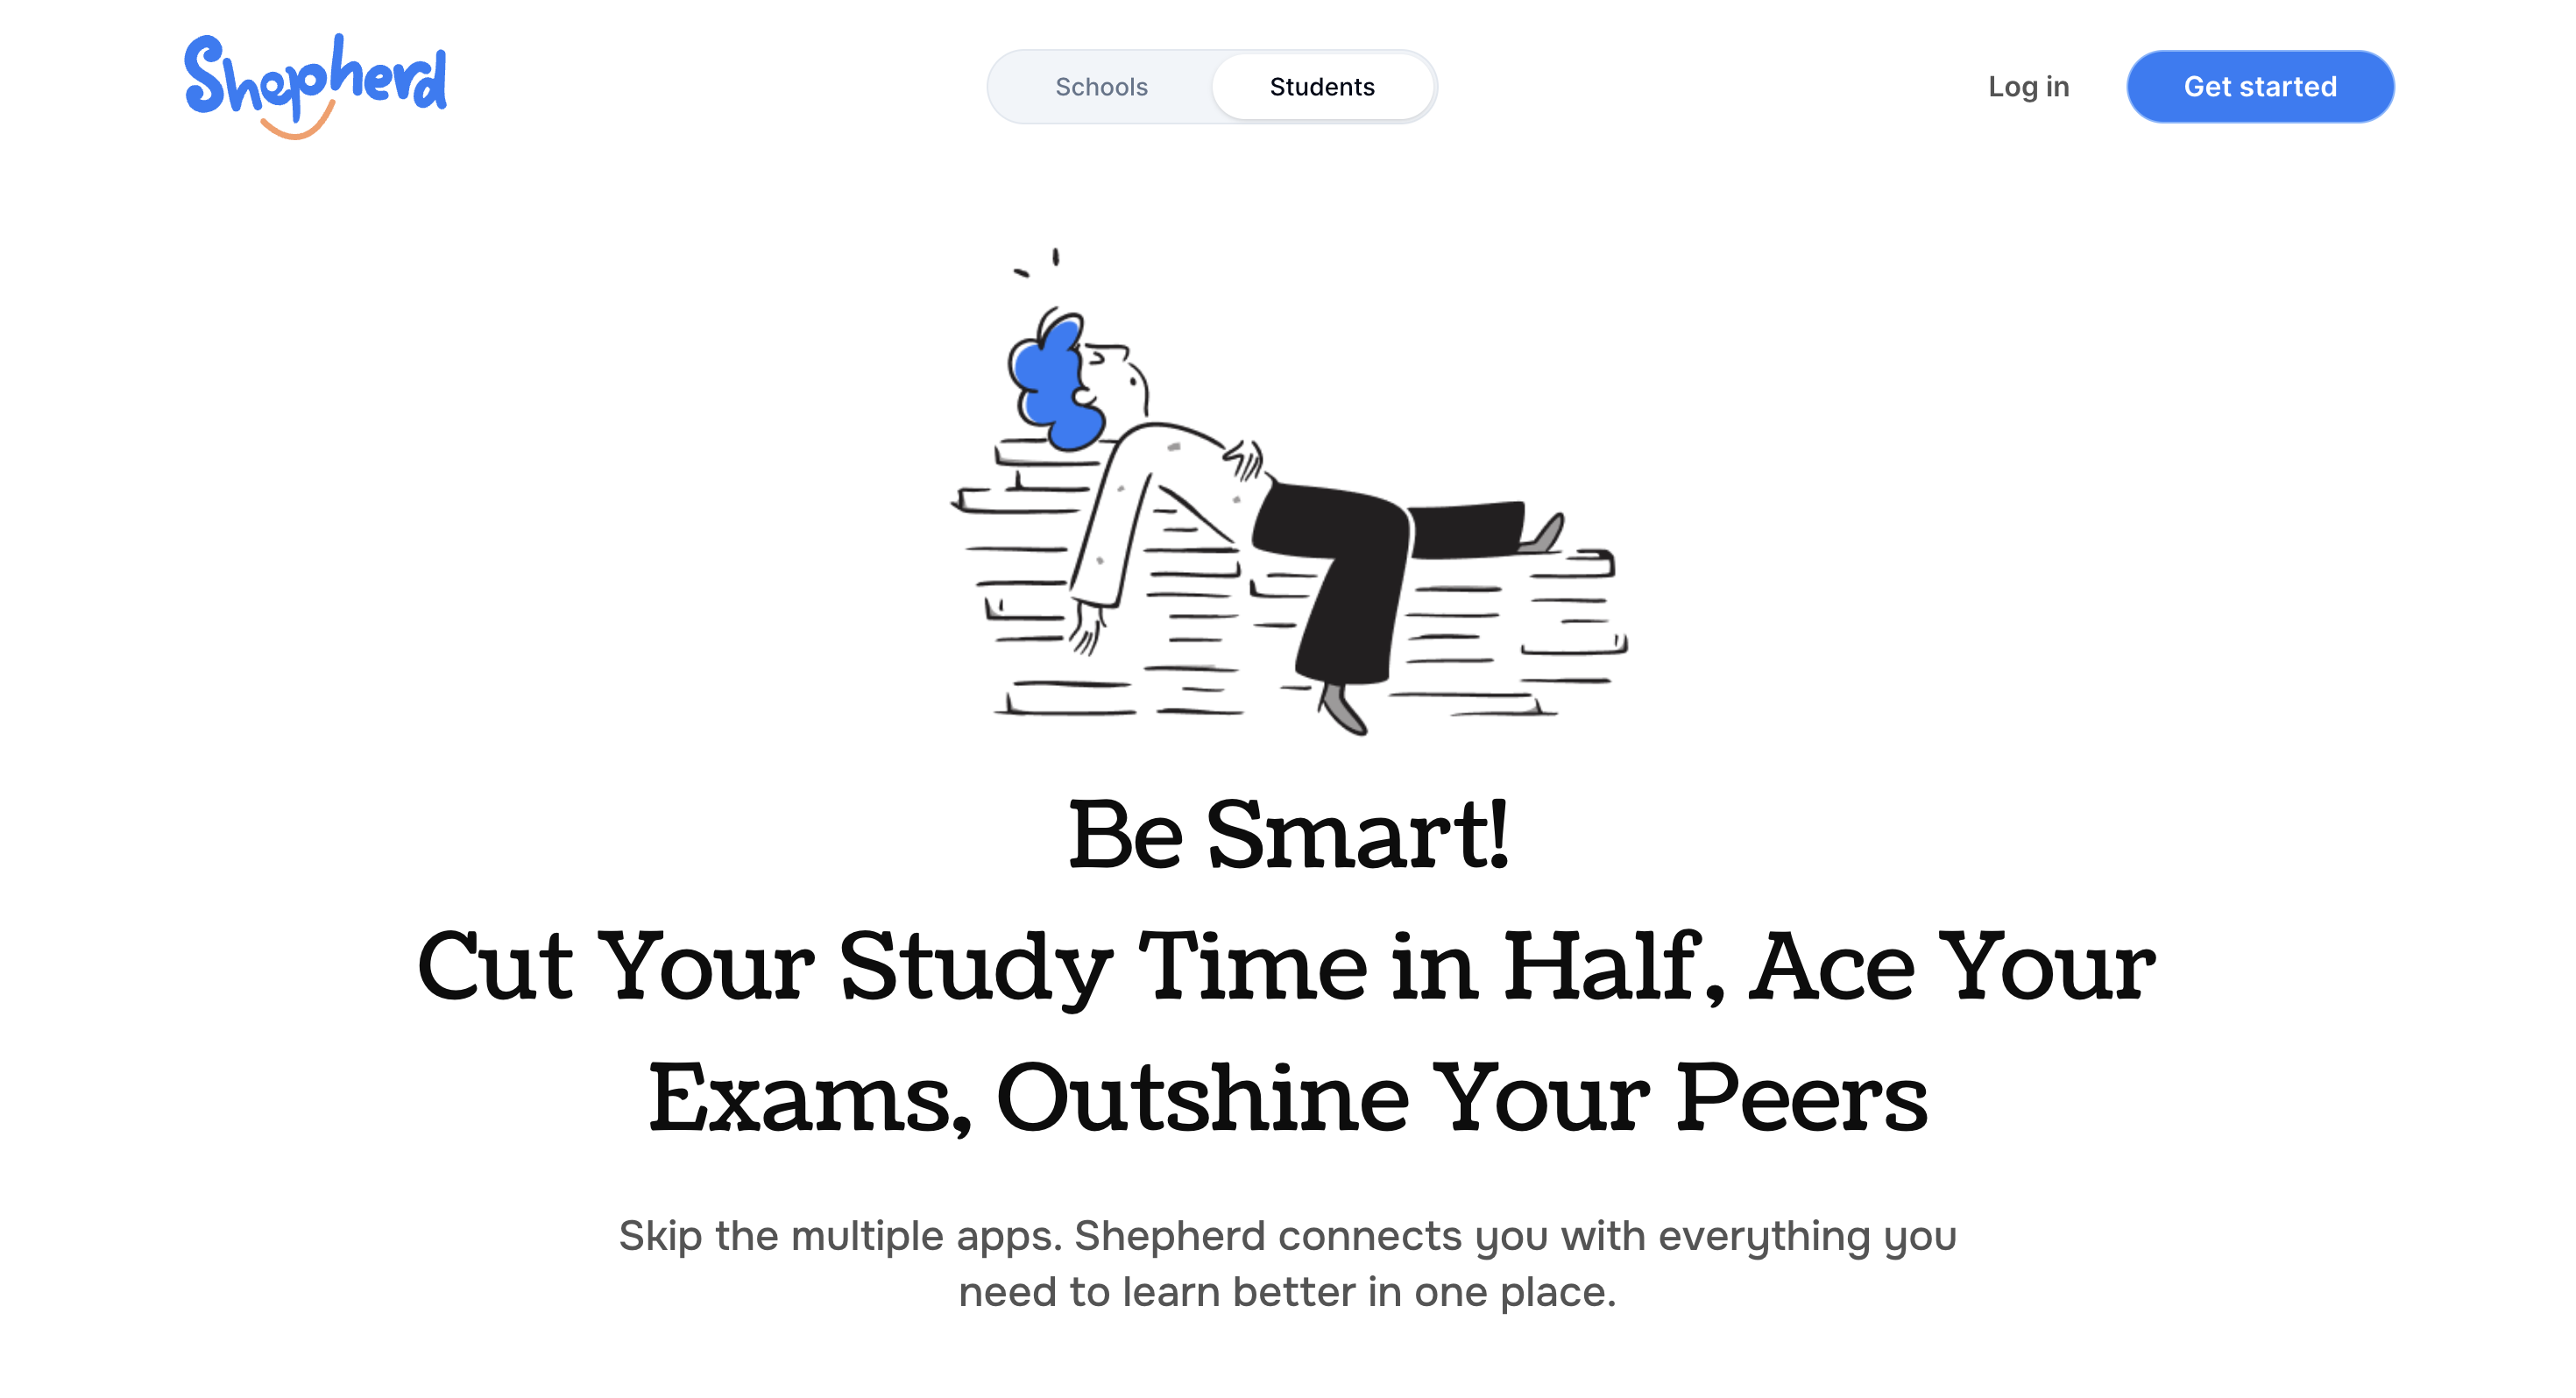 Shepherd
Schools
Students
Log in
Get started
Be Smart!
Cut Your Study Time in Half, Ace Your
Exams, Outshine Your Peers
Skip the multiple apps. Shepherd connects you with everything you
need to learn better in one place.